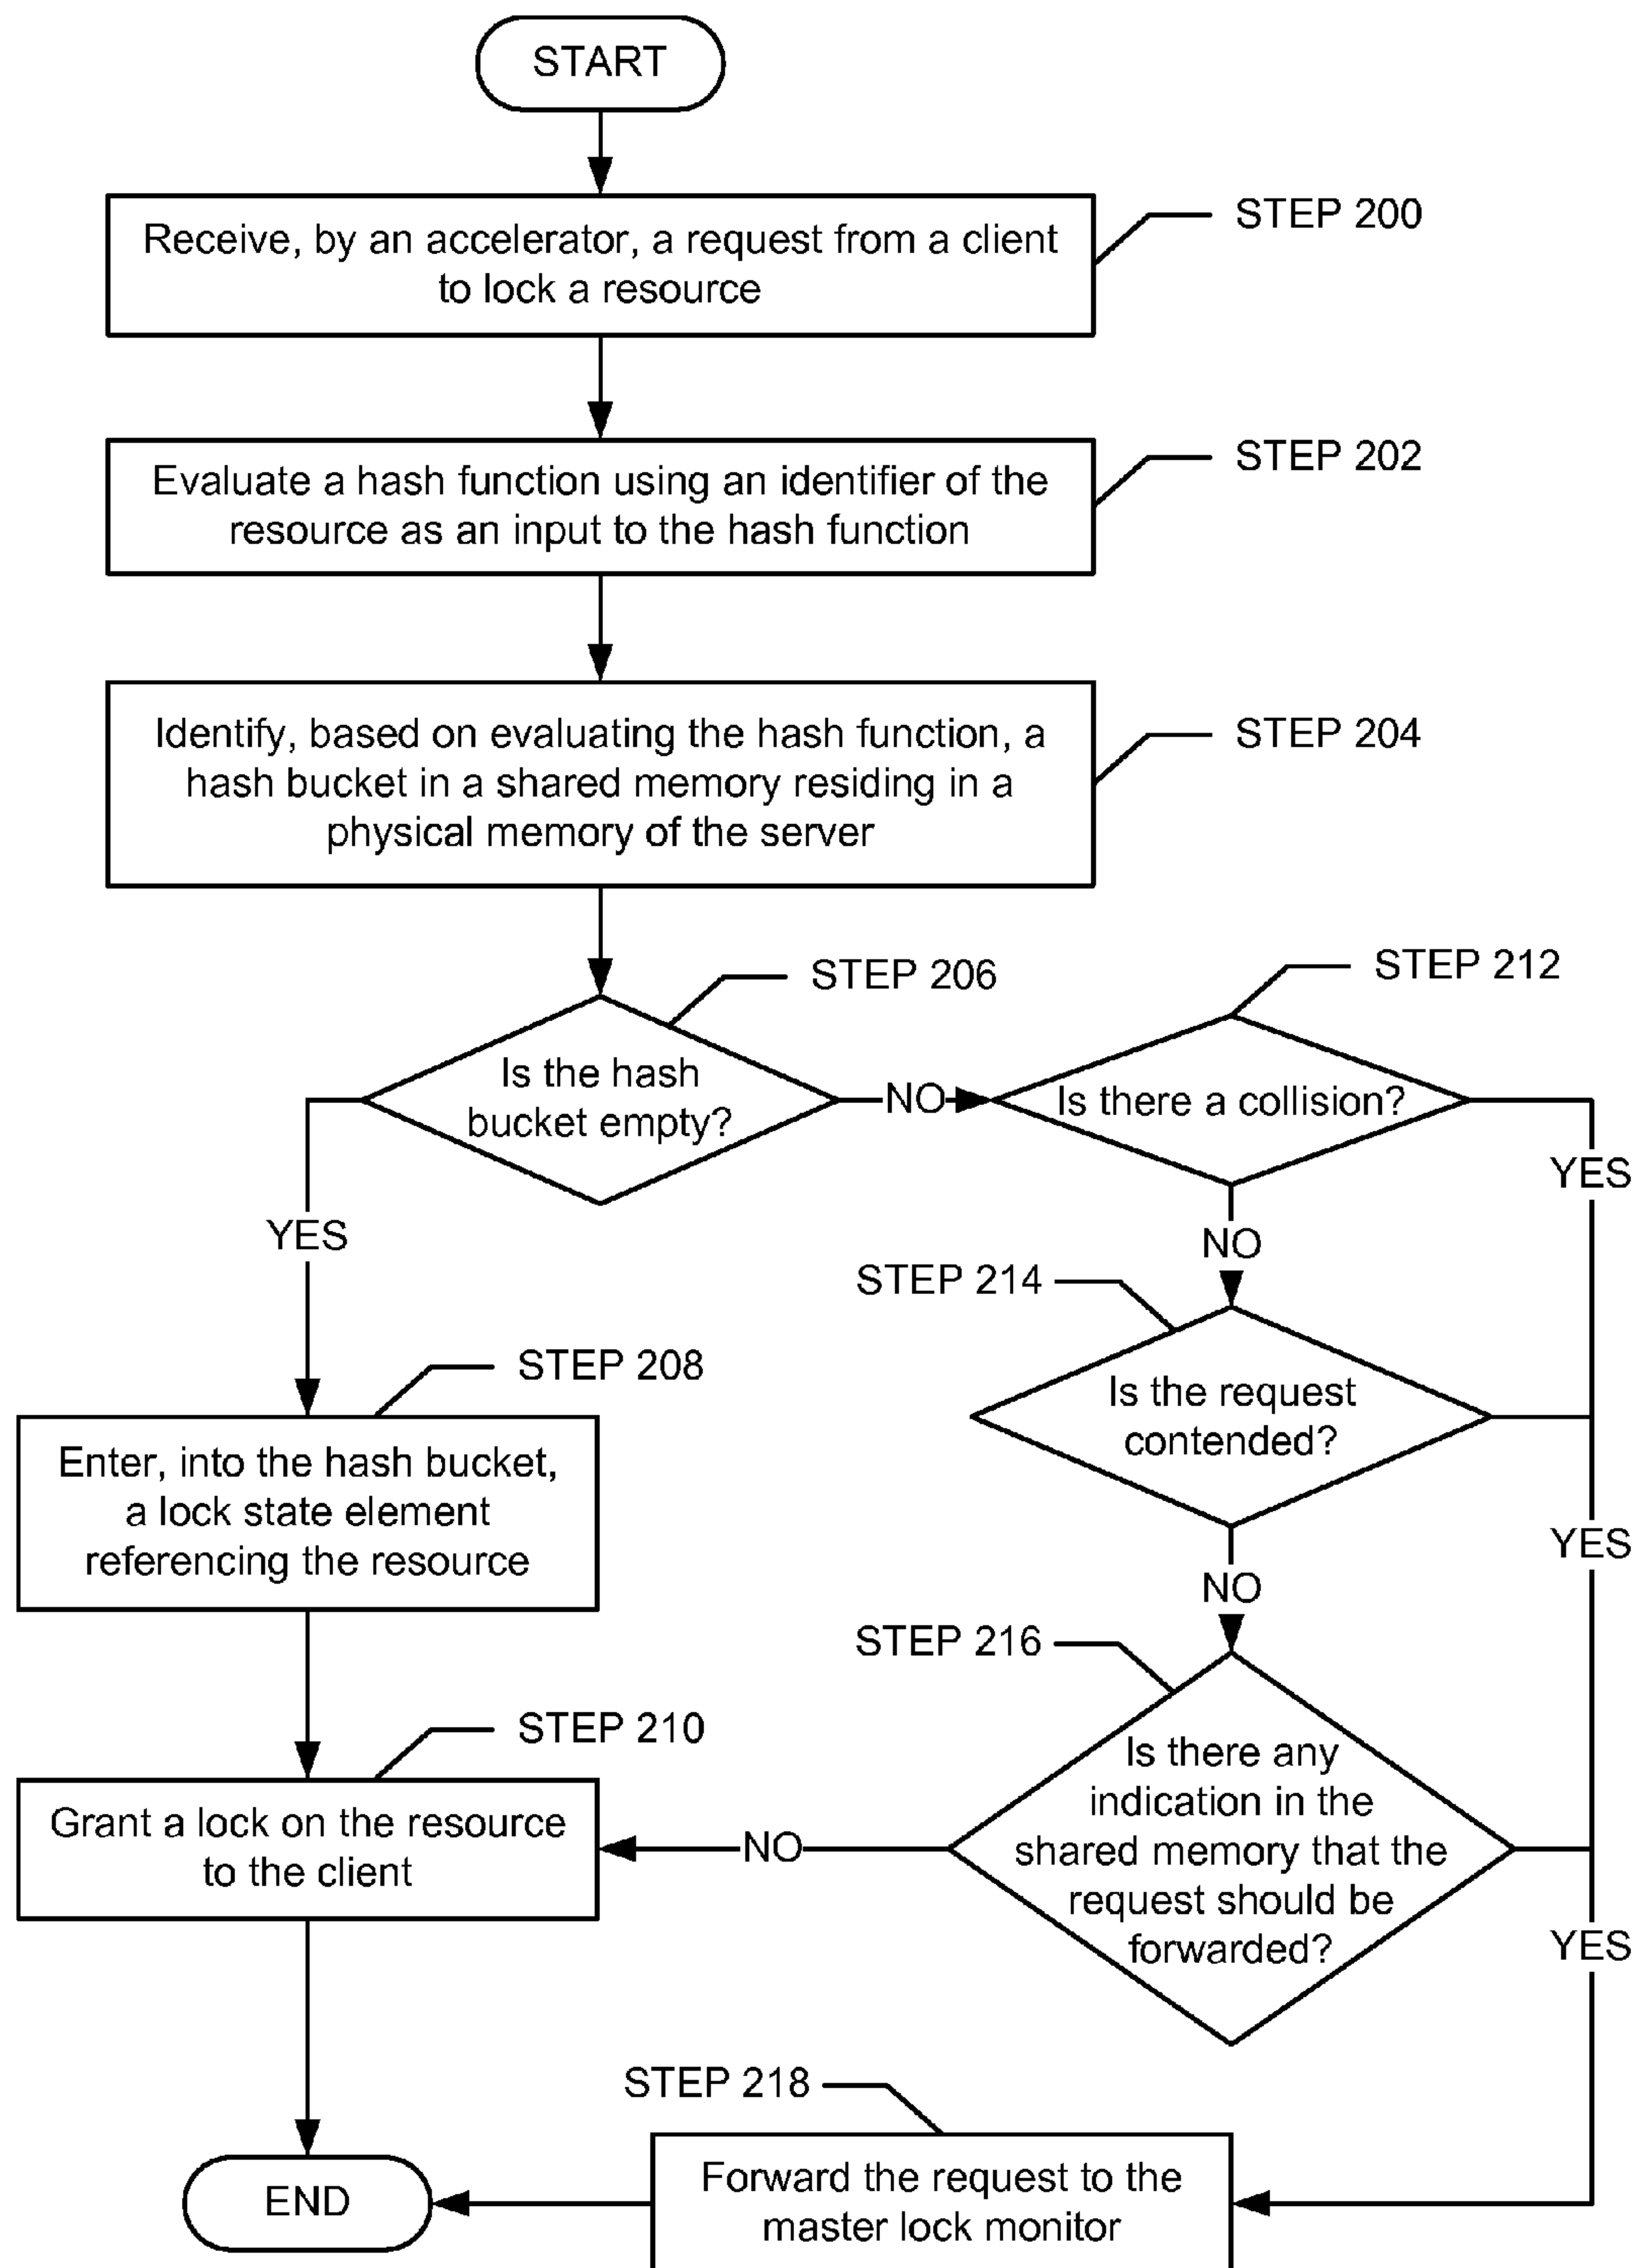 START
Receive, by an accelerator, a request from a client
to lock a resource
STEP 200
Evaluate a hash function using an identifier of the
resource as an input to the hash function
STEP 202
Identify, based on evaluating the hash function, a
hash bucket in a shared memory residing in a
physical memory of the server
STEP 204
STEP 206
Is the hash
bucket empty?
NO
STEP 212
Is there a collision?
YES
YES
NO
STEP 214
Is the request
contended?
YES
NO
STEP 208
Enter, into the hash bucket,
a lock state element
referencing the resource
STEP 216
Is there any
indication in the
shared memory that the
request should be
forwarded?
YES
NO
STEP 210
Grant a lock on the resource
to the client
STEP 218
Forward the request to the
master lock monitor
END